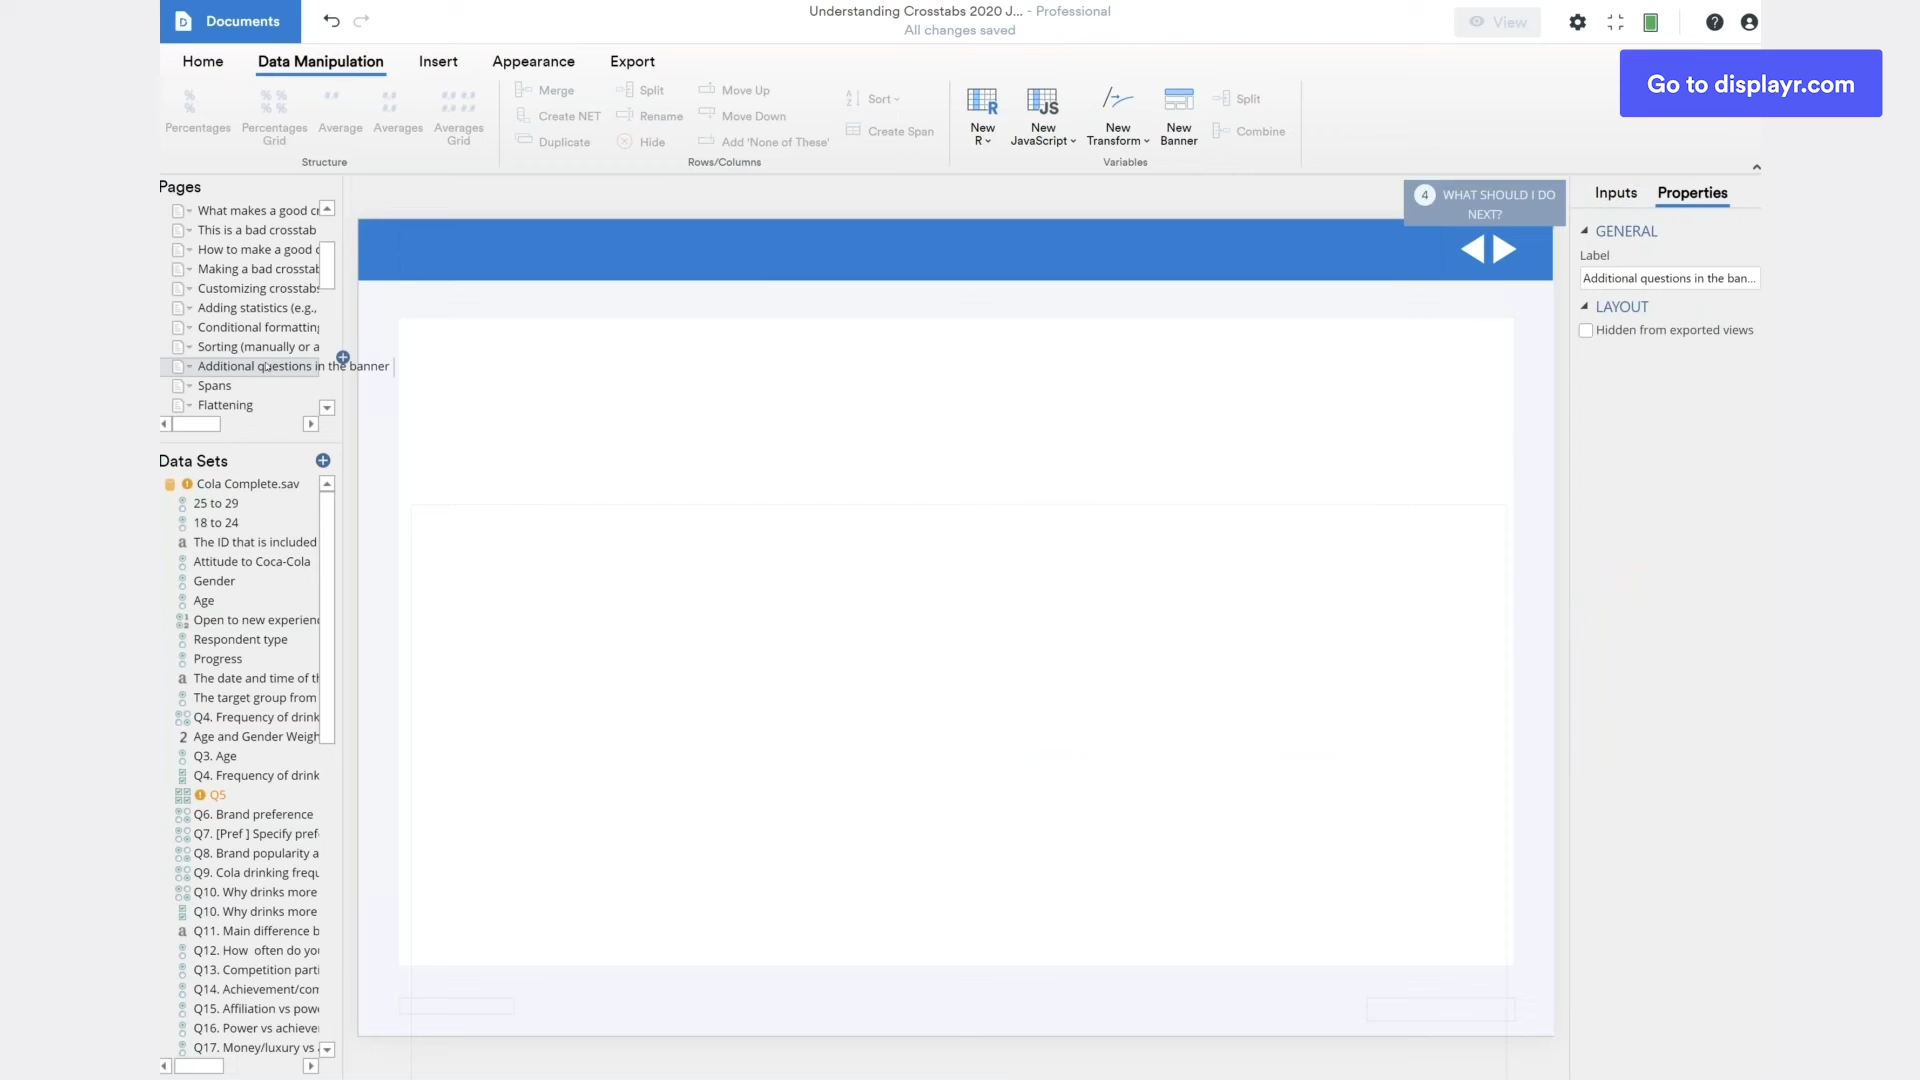 Documents
Understanding Crosstabs 2020 J... - Professional
All changes saved
View
Go to displayr.com
Home
Data Manipulation
Insert
Appearance
Export
Percentages
Percentages Grid
Average
Averages
Averages Grid
Structure
Merge
Split
Move Up
Create NET
Rename
Move Down
Duplicate
Hide
Add 'None of These'
Sort
Create Span
Rows/Columns
New R
New JavaScript
New Transform
New Banner
Split
Combine
Variables
Pages
What makes a good cr
This is a bad crosstab
How to make a good c
Making a bad crosstab
Customizing crosstabs
Adding statistics (e.g.,
Conditional formatting
Sorting (manually or a
Additional questions in the banner
Spans
Flattening
Data Sets
Cola Complete.sav
25 to 29
18 to 24
The ID that is included
Attitude to Coca-Cola
Gender
Age
Open to new experienc
Respondent type
Progress
The date and time of th
The target group from
Q4. Frequency of drink
Age and Gender Weigh
Q3. Age
Q4. Frequency of drink
Q5
Q6. Brand preference
Q7. [Pref ] Specify pref
Q8. Brand popularity a
Q9. Cola drinking frequ
Q10. Why drinks more
Q10. Why drinks more
Q11. Main difference b
Q12. How often do you
Q13. Competition parti
Q14. Achievement/com
Q15. Affiliation vs powe
Q16. Power vs achieve
Q17. Money/luxury vs
4 WHAT SHOULD I DO
NEXT?
Inputs
Properties
GENERAL
Label
Additional questions in the ban...
LAYOUT
Hidden from exported views